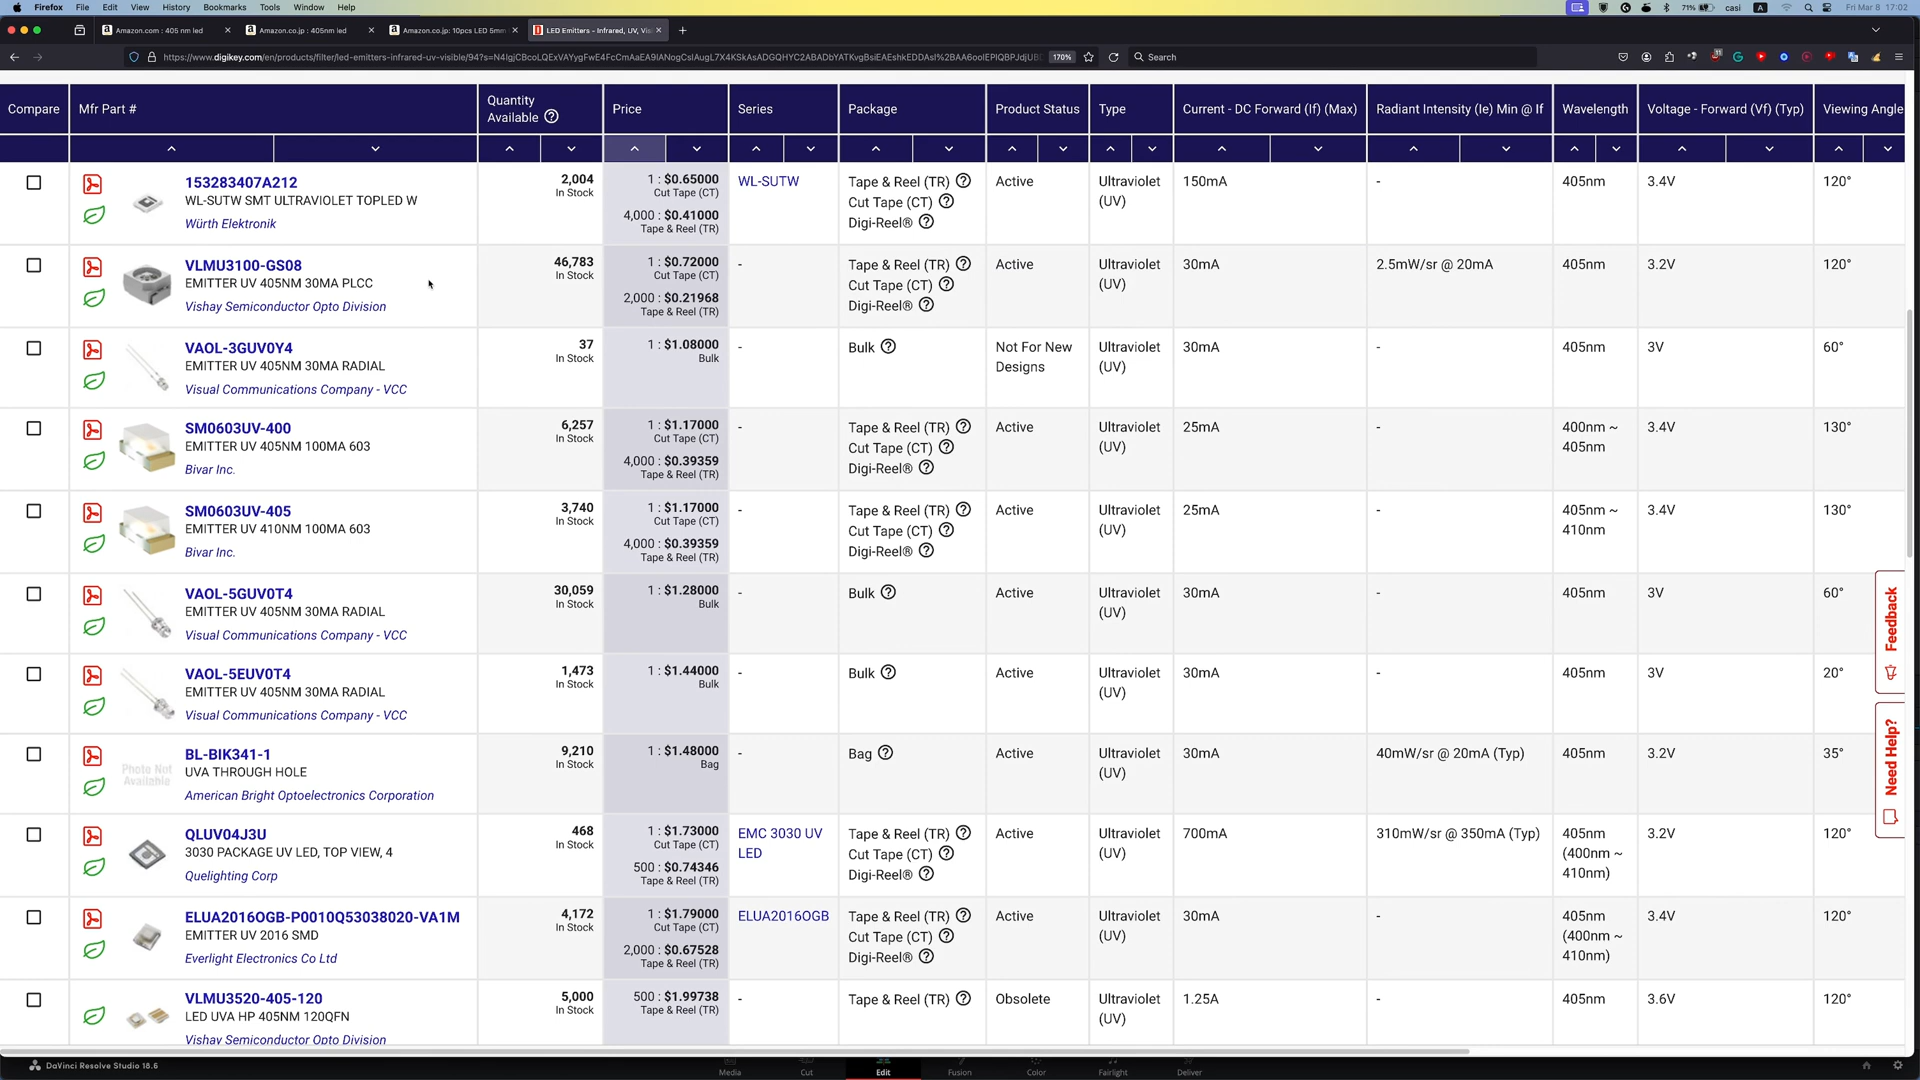 Firefox File Edit View History Bookmarks Tools Window Help 71% casi A Fri Mar 8 17:02
Amazon.com : 405 nm led
Amazon.co.jp : 405nm led
Amazon.co.jp: 10pcs LED 5mm
LED Emitters - Infrared, UV, Vis
170%
Search
Compare Mfr Part # Quantity Available Price Series Package Product Status Type Current - DC Forward (If) (Max) Radiant Intensity (Ie) Min @ If Wavelength Voltage - Forward (Vf) (Typ) Viewing Angle
153283407A212
WL-SUTW SMT ULTRAVIOLET TOPLED W
Würth Elektronik
2,004
In Stock
1 : $0.65000
Cut Tape (CT)
4,000 : $0.41000
Tape & Reel (TR)
WL-SUTW
Tape & Reel (TR)
Cut Tape (CT)
Digi-Reel®
Active
Ultraviolet
(UV)
150mA
-
405nm
3.4V
120°
VLMU3100-GS08
EMITTER UV 405NM 30MA PLCC
Vishay Semiconductor Opto Division
46,783
In Stock
1 : $0.72000
Cut Tape (CT)
2,000 : $0.21968
Tape & Reel (TR)
-
Tape & Reel (TR)
Cut Tape (CT)
Digi-Reel®
Active
Ultraviolet
(UV)
30mA
2.5mW/sr @ 20mA
405nm
3.2V
120°
VAOL-3GUV0Y4
EMITTER UV 405NM 30MA RADIAL
Visual Communications Company - VCC
37
In Stock
1 : $1.08000
Bulk
-
Bulk
Not For New
Designs
Ultraviolet
(UV)
30mA
-
405nm
3V
60°
SM0603UV-400
EMITTER UV 405NM 100MA 603
Bivar Inc.
6,257
In Stock
1 : $1.17000
Cut Tape (CT)
4,000 : $0.39359
Tape & Reel (TR)
-
Tape & Reel (TR)
Cut Tape (CT)
Digi-Reel®
Active
Ultraviolet
(UV)
25mA
-
400nm ~
405nm
3.4V
130°
SM0603UV-405
EMITTER UV 410NM 100MA 603
Bivar Inc.
3,740
In Stock
1 : $1.17000
Cut Tape (CT)
4,000 : $0.39359
Tape & Reel (TR)
-
Tape & Reel (TR)
Cut Tape (CT)
Digi-Reel®
Active
Ultraviolet
(UV)
25mA
-
405nm ~
410nm
3.4V
130°
VAOL-5GUV0T4
EMITTER UV 405NM 30MA RADIAL
Visual Communications Company - VCC
30,059
In Stock
1 : $1.28000
Bulk
-
Bulk
Active
Ultraviolet
(UV)
30mA
-
405nm
3V
60°
VAOL-5EUV0T4
EMITTER UV 405NM 30MA RADIAL
Visual Communications Company - VCC
1,473
In Stock
1 : $1.44000
Bulk
-
Bulk
Active
Ultraviolet
(UV)
30mA
-
405nm
3V
20°
Photo Not
Available
BL-BIK341-1
UVA THROUGH HOLE
American Bright Optoelectronics Corporation
9,210
In Stock
1 : $1.48000
Bag
-
Bag
Active
Ultraviolet
(UV)
30mA
40mW/sr @ 20mA (Typ)
405nm
3.2V
35°
QLUV04J3U
3030 PACKAGE UV LED, TOP VIEW, 4
Quelighting Corp
468
In Stock
1 : $1.73000
Cut Tape (CT)
500 : $0.74346
Tape & Reel (TR)
EMC 3030 UV
LED
Tape & Reel (TR)
Cut Tape (CT)
Digi-Reel®
Active
Ultraviolet
(UV)
700mA
310mW/sr @ 350mA (Typ)
405nm
(400nm ~
410nm)
3.2V
120°
ELUA2016OGB-P0010Q53038020-VA1M
EMITTER UV 2016 SMD
Everlight Electronics Co Ltd
4,172
In Stock
1 : $1.79000
Cut Tape (CT)
2,000 : $0.67528
Tape & Reel (TR)
ELUA2016OGB
Tape & Reel (TR)
Cut Tape (CT)
Digi-Reel®
Active
Ultraviolet
(UV)
30mA
-
405nm
(400nm ~
410nm)
3.4V
120°
VLMU3520-405-120
LED UVA HP 405NM 120QFN
Vishay Semiconductor Opto Division
5,000
In Stock
500 : $1.99738
Tape & Reel (TR)
-
Tape & Reel (TR)
Obsolete
Ultraviolet
(UV)
1.25A
-
405nm
3.6V
120°
Feedback
Need Help?
DaVinci Resolve Studio 18.6
Media Cut Edit Fusion Color Fairlight Deliver